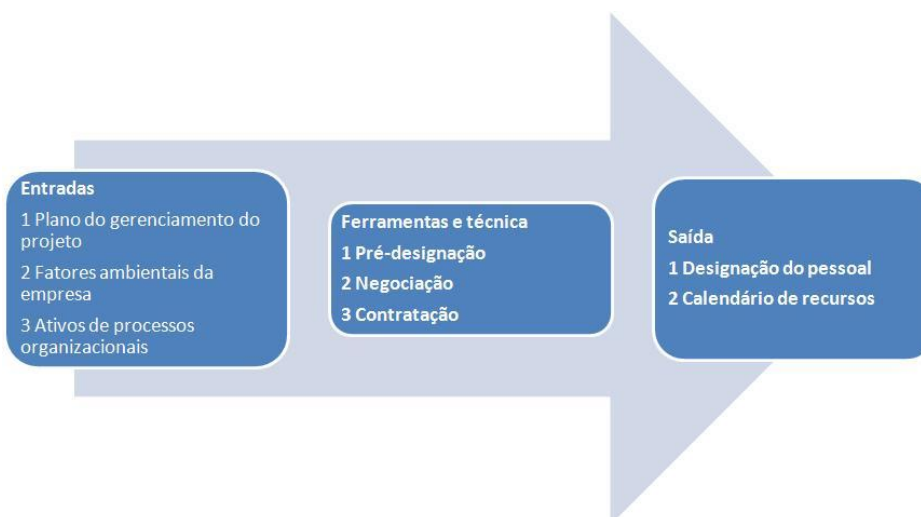 Entradas
1 Plano do gerenciamento do
projeto
2 Fatores ambientais da
empresa
3 Ativos de processos
organizacionais
Ferramentas e técnica
1 Pré-designação
2 Negociação
3 Contratação
Saída
1 Designação do pessoal
2 Calendário de recursos